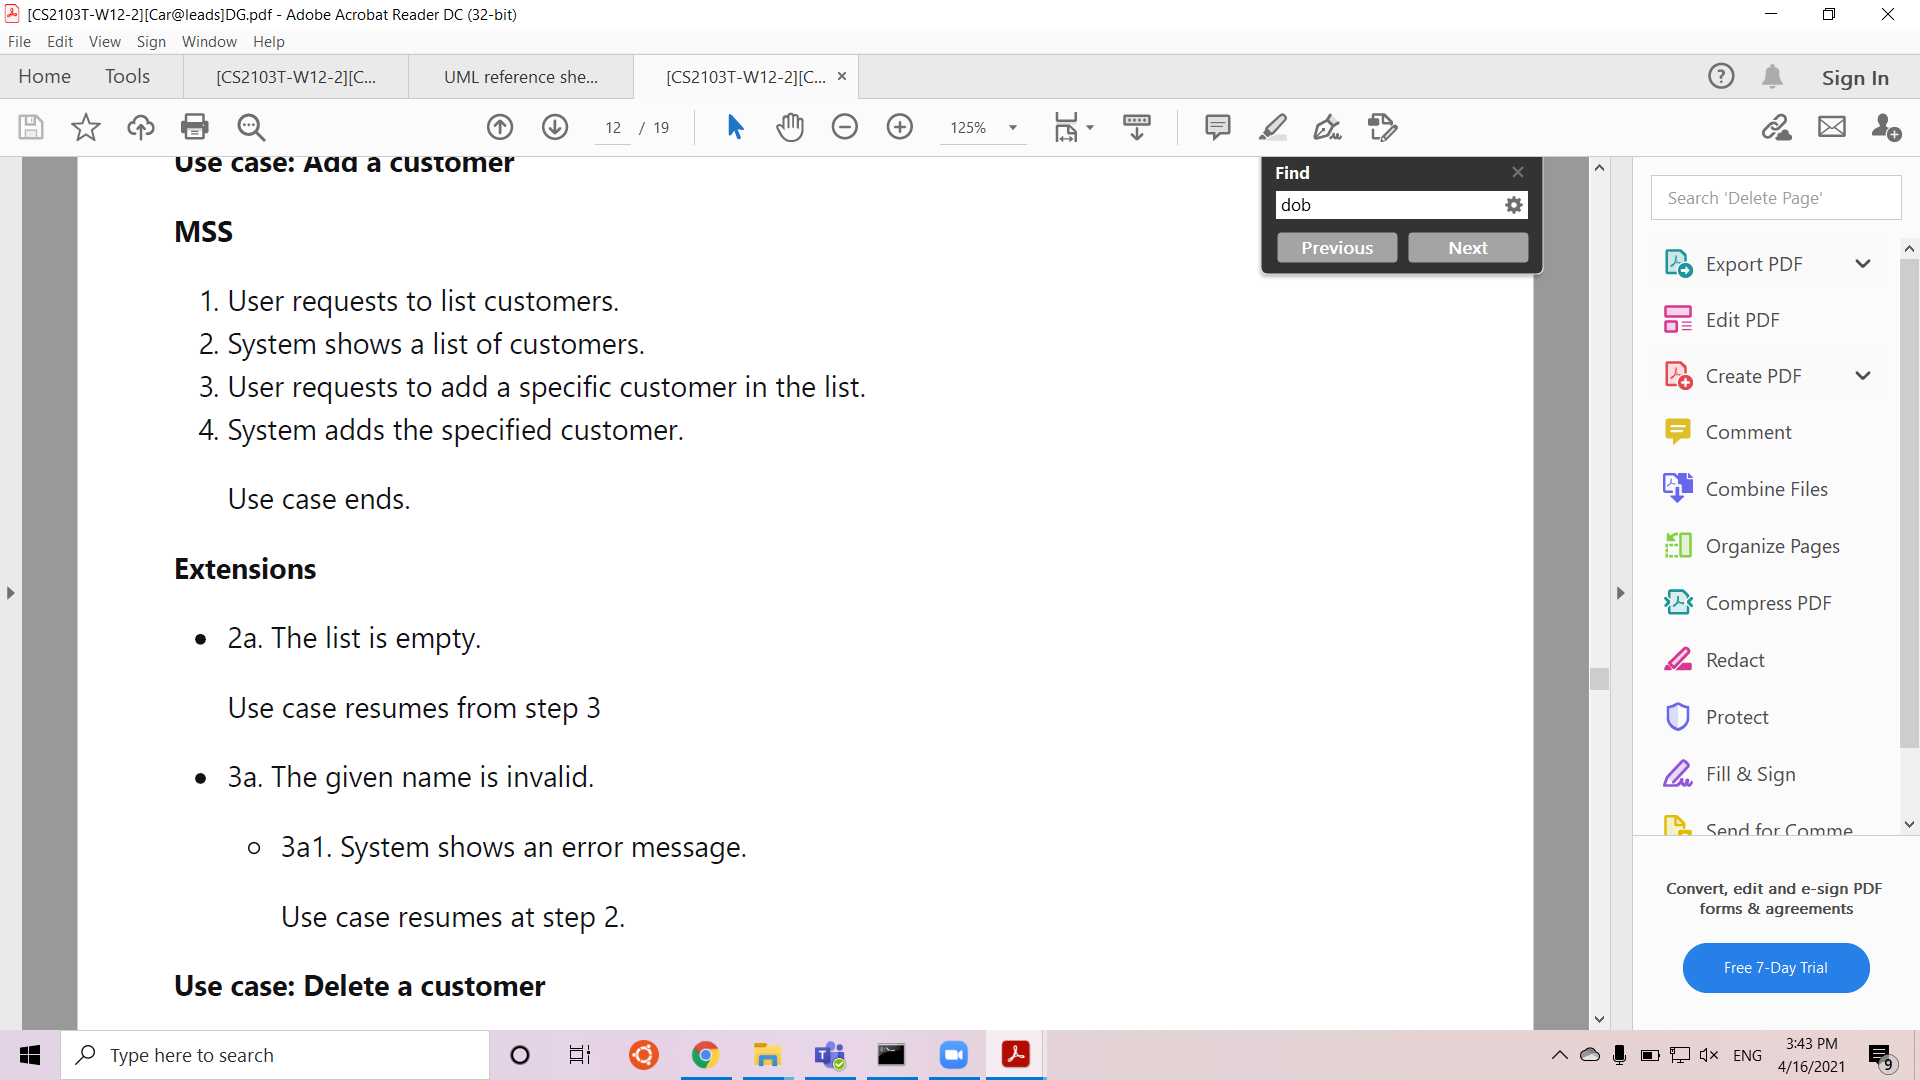 [CS2103T-W12-2][Car@leads]DG.pdf - Adobe Acrobat Reader DC (32-bit)
File Edit View Sign Window Help
Home Tools [CS2103T-W12-2][C... UML reference she... [CS2103T-W12-2][C... Sign In
12 / 19 125%
Use case: Add a customer
MSS
1. User requests to list customers.
2. System shows a list of customers.
3. User requests to add a specific customer in the list.
4. System adds the specified customer.
Use case ends.
Extensions
2a. The list is empty.
Use case resumes from step 3
3a. The given name is invalid.
3a1. System shows an error message.
Use case resumes at step 2.
Use case: Delete a customer
Find
dob
Previous Next
Search 'Delete Page'
Export PDF
Edit PDF
Create PDF
Comment
Combine Files
Organize Pages
Compress PDF
Redact
Protect
Fill & Sign
Send for Comme
Convert, edit and e-sign PDF
forms & agreements
Free 7-Day Trial
Type here to search
ENG
3:43 PM
4/16/2021
9